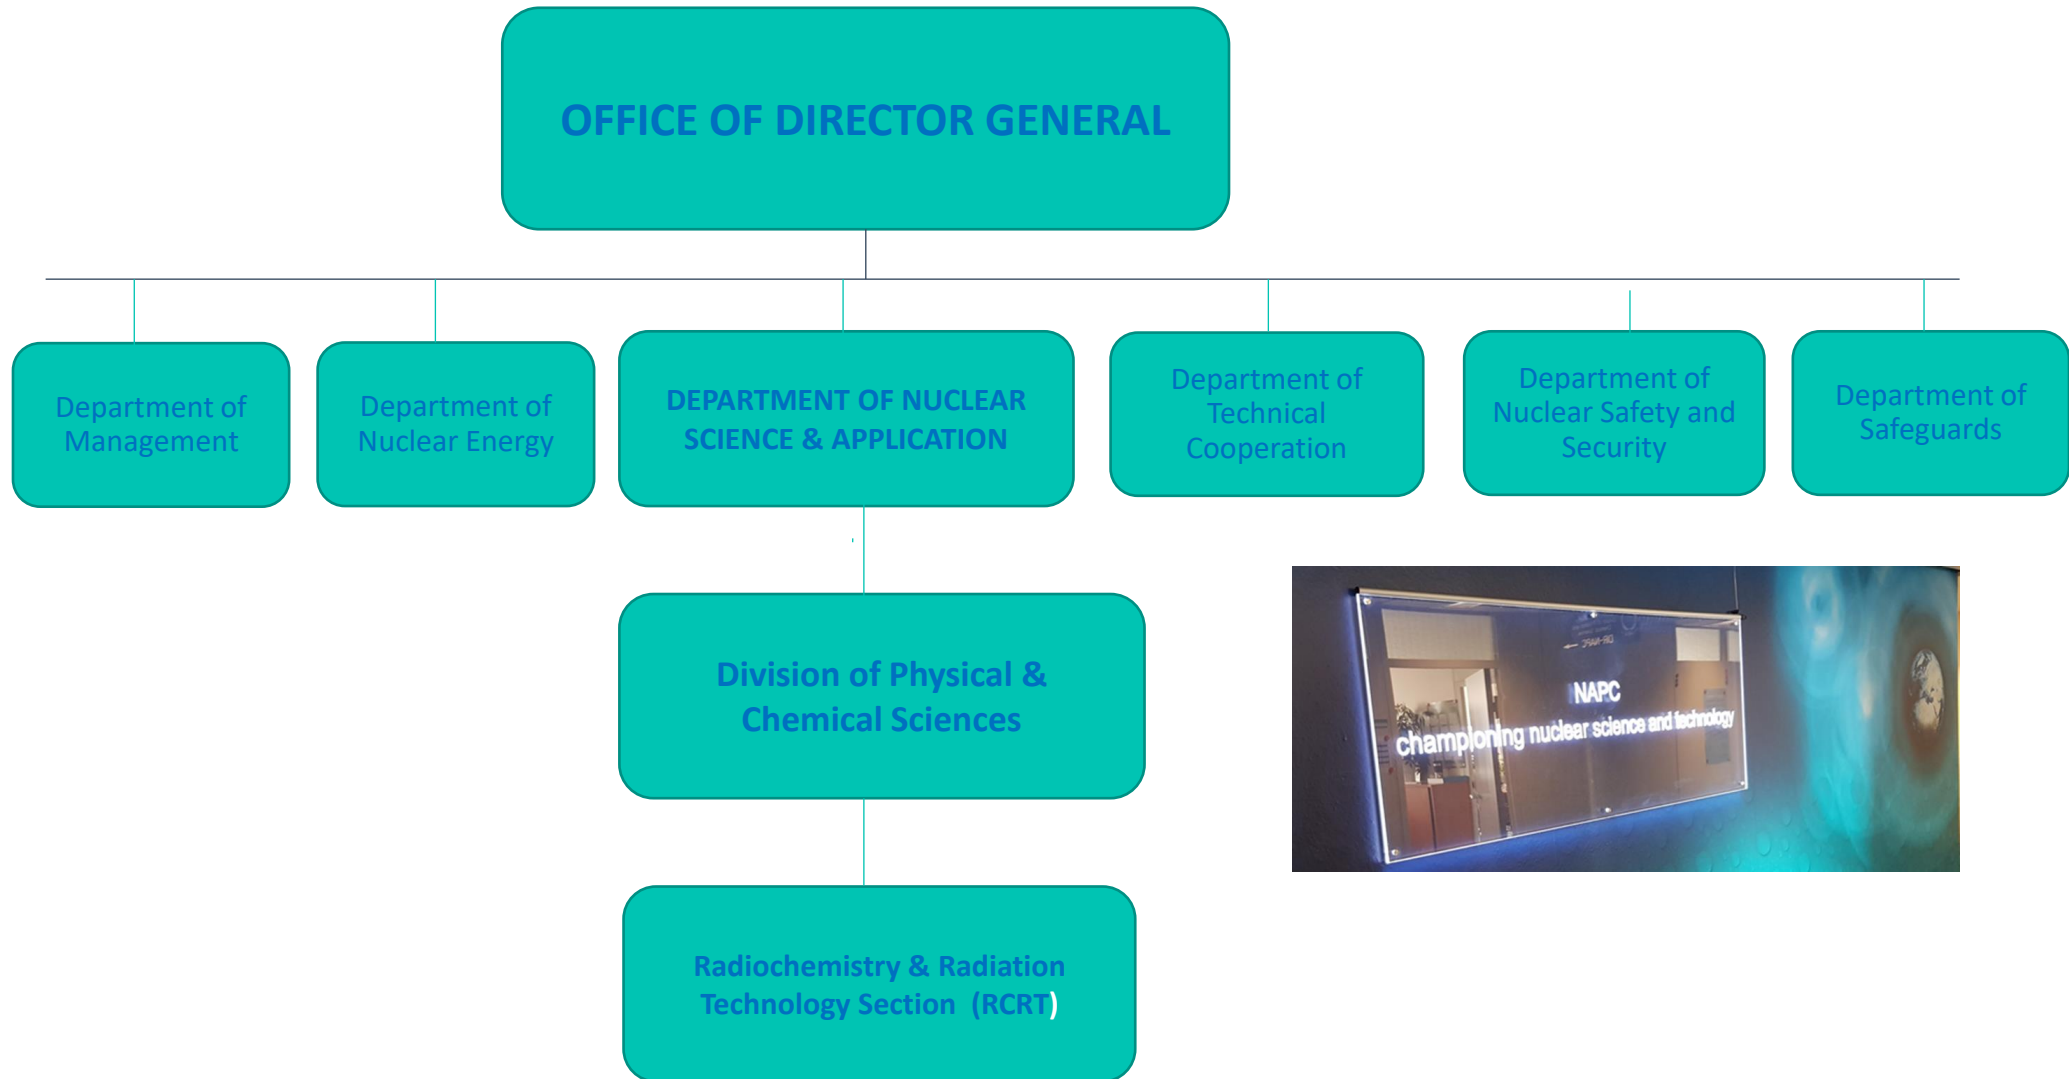 OFFICE OF DIRECTOR GENERAL
Department of
Management
Department of
Nuclear Energy
DEPARTMENT OF NUCLEAR
SCIENCE & APPLICATION
Department of
Technical
Cooperation
Department of
Nuclear Safety and
Security
Department of
Safeguards
Division of Physical &
Chemical Sciences
NAPC
championing nuclear science and technology
Radiochemistry & Radiation
Technology Section (RCRT)